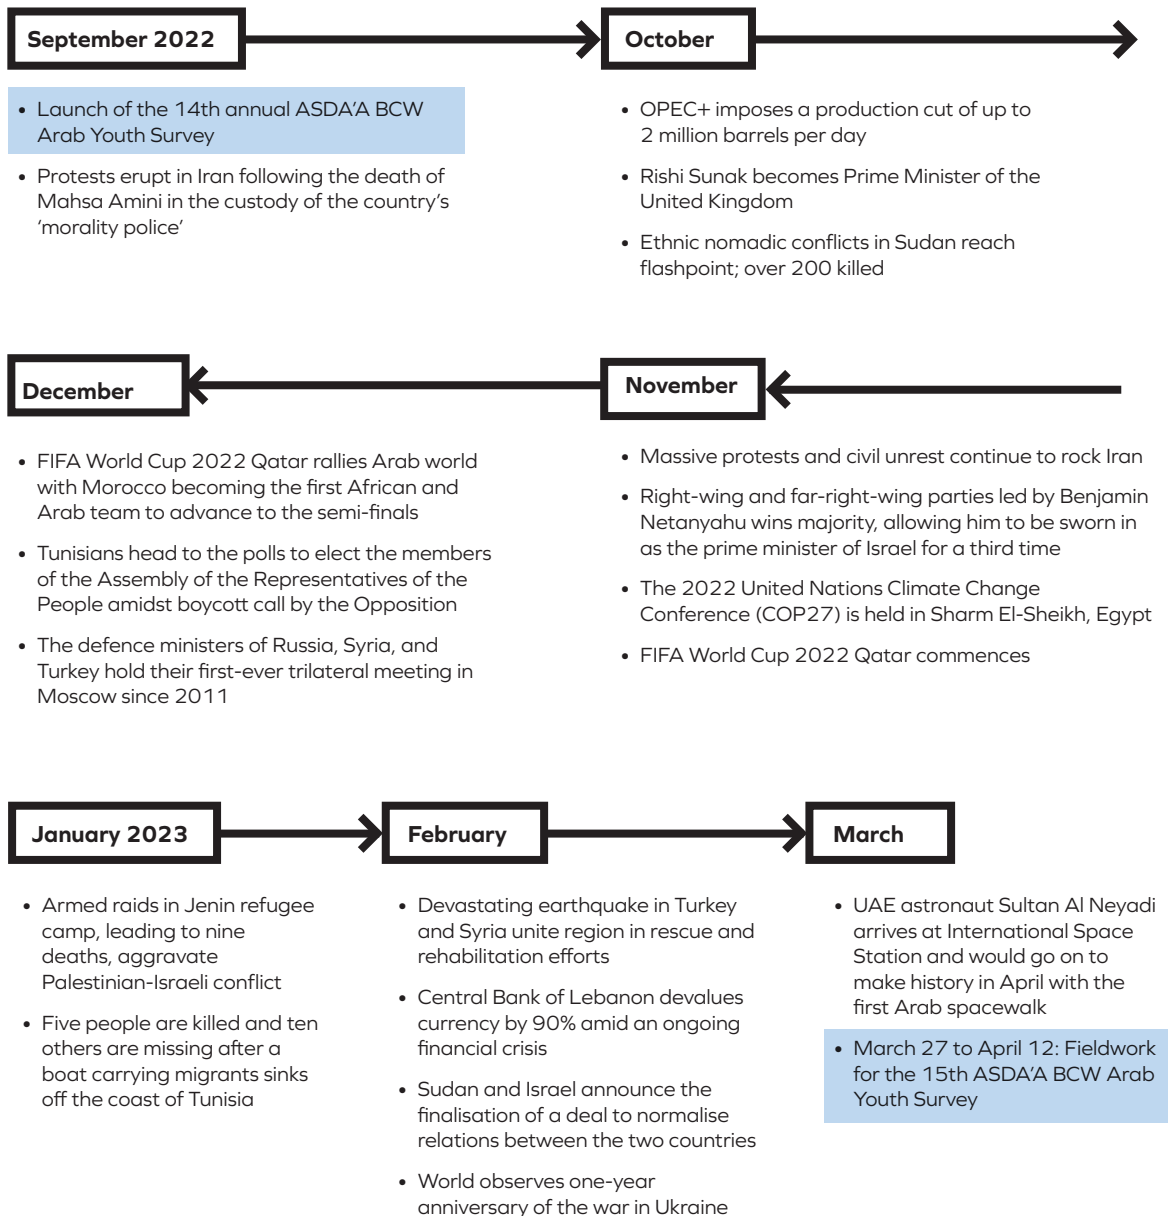 September 2022
• Launch of the 14th annual ASDA’A BCW
Arab Youth Survey
• Protests erupt in Iran following the death of
Mahsa Amini in the custody of the country’s
‘morality police’
October
• OPEC+ imposes a production cut of up to
2 million barrels per day
• Rishi Sunak becomes Prime Minister of the
United Kingdom
• Ethnic nomadic conflicts in Sudan reach
flashpoint; over 200 killed
November
• Massive protests and civil unrest continue to rock Iran
• Right-wing and far-right-wing parties led by Benjamin
Netanyahu wins majority, allowing him to be sworn in
as the prime minister of Israel for a third time
• The 2022 United Nations Climate Change
Conference (COP27) is held in Sharm El-Sheikh, Egypt
• FIFA World Cup 2022 Qatar commences
December
• FIFA World Cup 2022 Qatar rallies Arab world
with Morocco becoming the first African and
Arab team to advance to the semi-finals
• Tunisians head to the polls to elect the members
of the Assembly of the Representatives of the
People amidst boycott call by the Opposition
• The defence ministers of Russia, Syria, and
Turkey hold their first-ever trilateral meeting in
Moscow since 2011
January 2023
• Armed raids in Jenin refugee
camp, leading to nine
deaths, aggravate
Palestinian-Israeli conflict
• Five people are killed and ten
others are missing after a
boat carrying migrants sinks
off the coast of Tunisia
February
• Devastating earthquake in Turkey
and Syria unite region in rescue and
rehabilitation efforts
• Central Bank of Lebanon devalues
currency by 90% amid an ongoing
financial crisis
• Sudan and Israel announce the
finalisation of a deal to normalise
relations between the two countries
• World observes one-year
anniversary of the war in Ukraine
March
• UAE astronaut Sultan Al Neyadi
arrives at International Space
Station and would go on to
make history in April with the
first Arab spacewalk
• March 27 to April 12: Fieldwork
for the 15th ASDA’A BCW Arab
Youth Survey